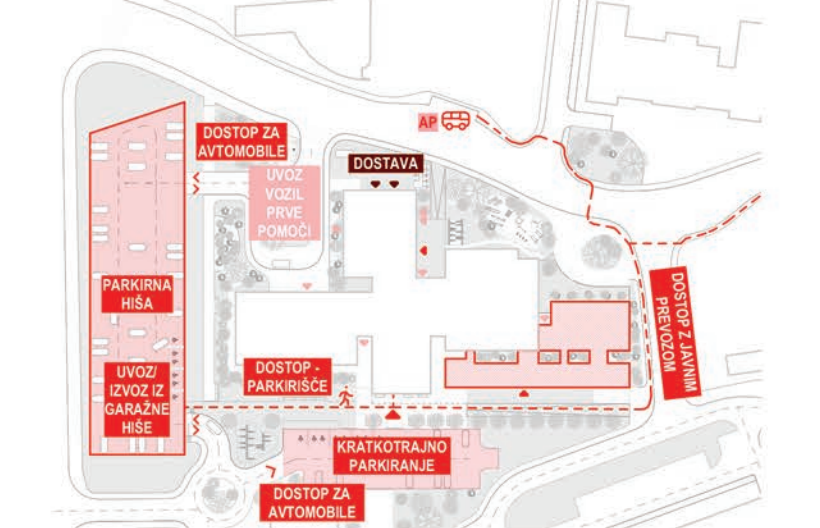 AP
DOSTOP ZA
AVTOMOBILE
DOSTAVA
UVOZ
VOZIL
PRVE
POMOČI
PARKIRNA
HIŠA
DOSTOP Z JAVNIM
PREVOZOM
UVOZ/
IZVOZ IZ
GARAŽNE
HIŠE
DOSTOP -
PARKIRIŠČE
KRATKOTRAJNO
PARKIRANJE
DOSTOP ZA
AVTOMOBILE